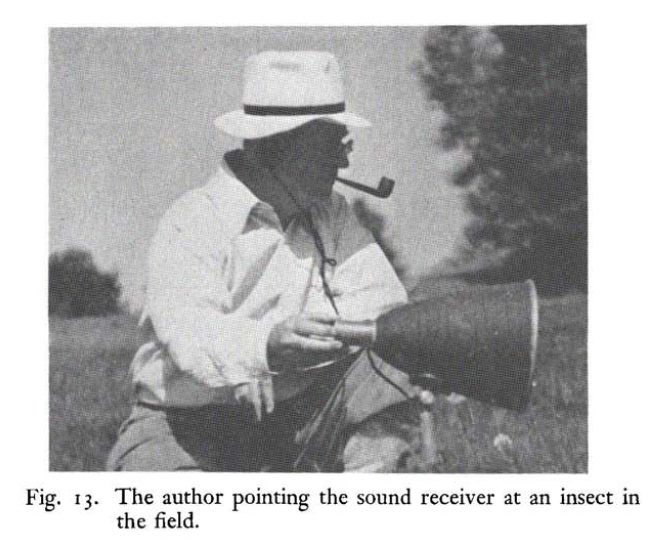 Fig. 13. The author pointing the sound receiver at an insect in
the field.